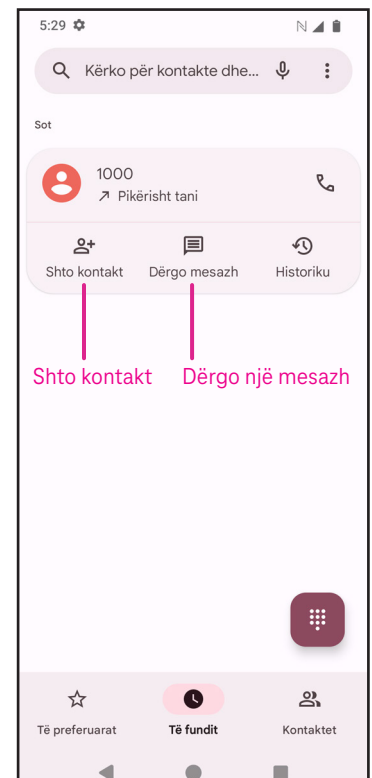 5:29
Kërko për kontakte dhe...
Sot
1000
Pikërisht tani
Shto kontakt Dërgo mesazh Historiku
Shto kontakt Dërgo një mesazh
Të preferuarat Të fundit Kontaktet